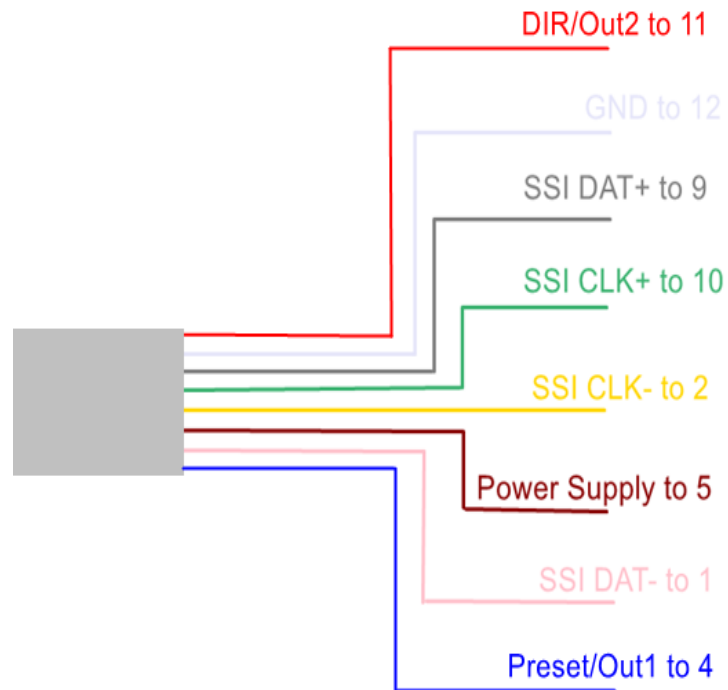 DIR/Out2 to 11
GND to 12
SSI DAT+ to 9
SSI CLK+ to 10
SSI CLK- to 2
Power Supply to 5
SSI DAT- to 1
Preset/Out1 to 4